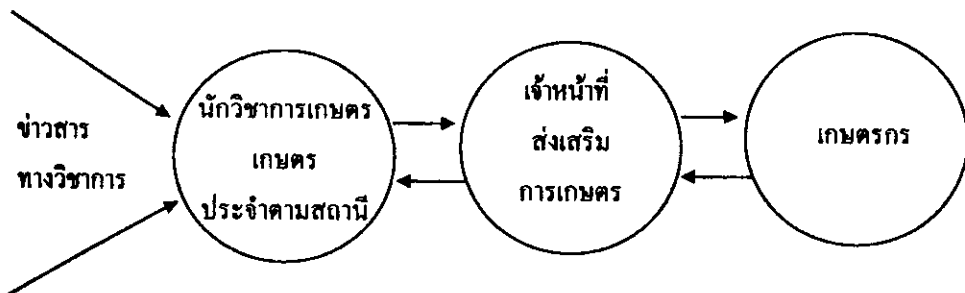 ข่าวสาร
ทางวิชาการ
นักวิชาการเกษตร
เกษตร
ประจำตามสถานี
เจ้าหน้าที่
ส่งเสริม
การเกษตร
เกษตรกร